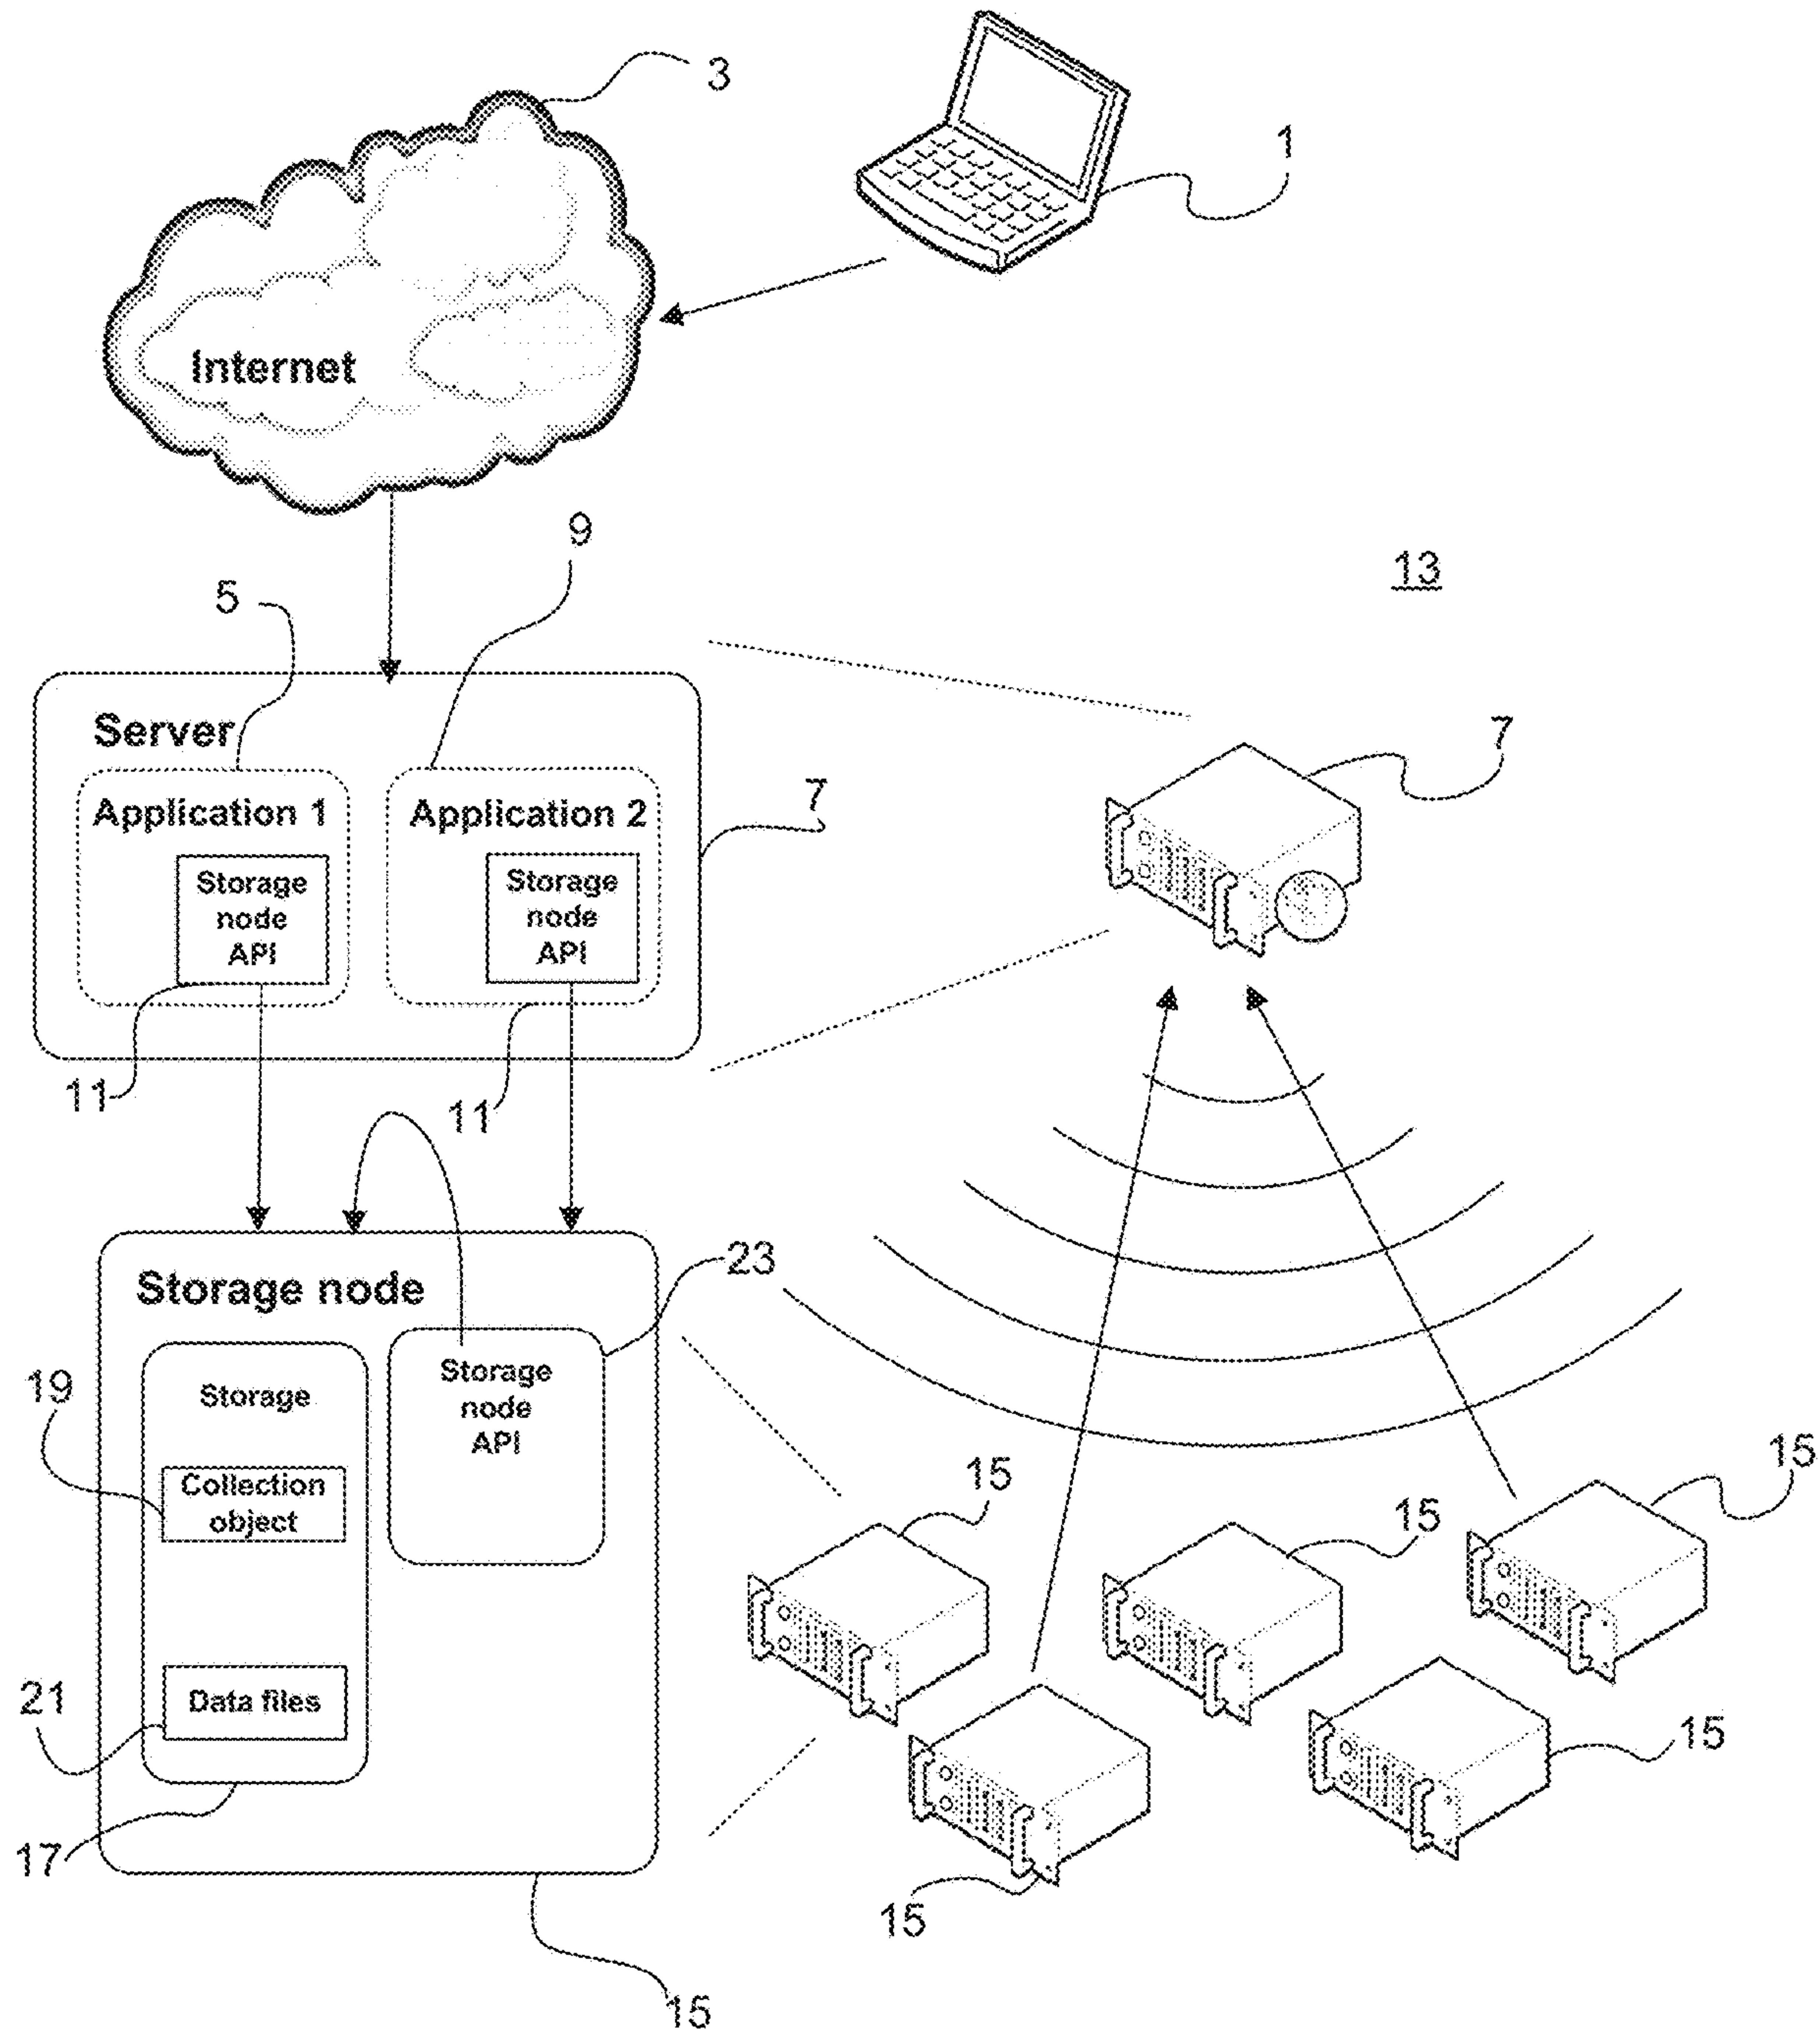 3
1
Internet
9
13
5
Server
7
7
Application 1
Application 2
Storage
node
API
Storage
node
API
11
11
23
Storage node
Storage
node
API
19
Storage
Collection
object
15
15
15
21
Data files
15
17
15
15